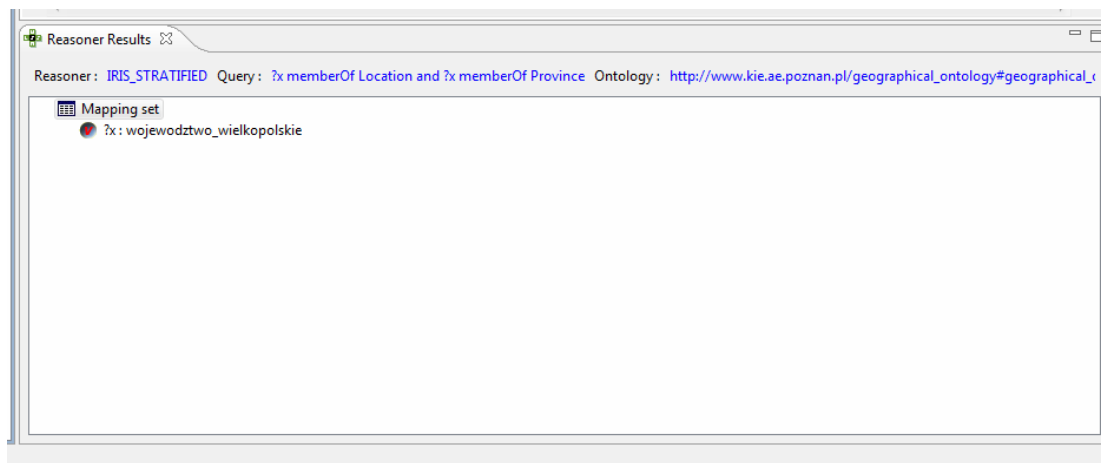 Reasoner Results
Reasoner : IRIS_STRATIFIED Query : ?x memberOf Location and ?x memberOf Province Ontology : http://www.kie.ae.poznan.pl/geographical_ontology#geographical_
Mapping set
?x : wojewodztwo_wielkopolskie